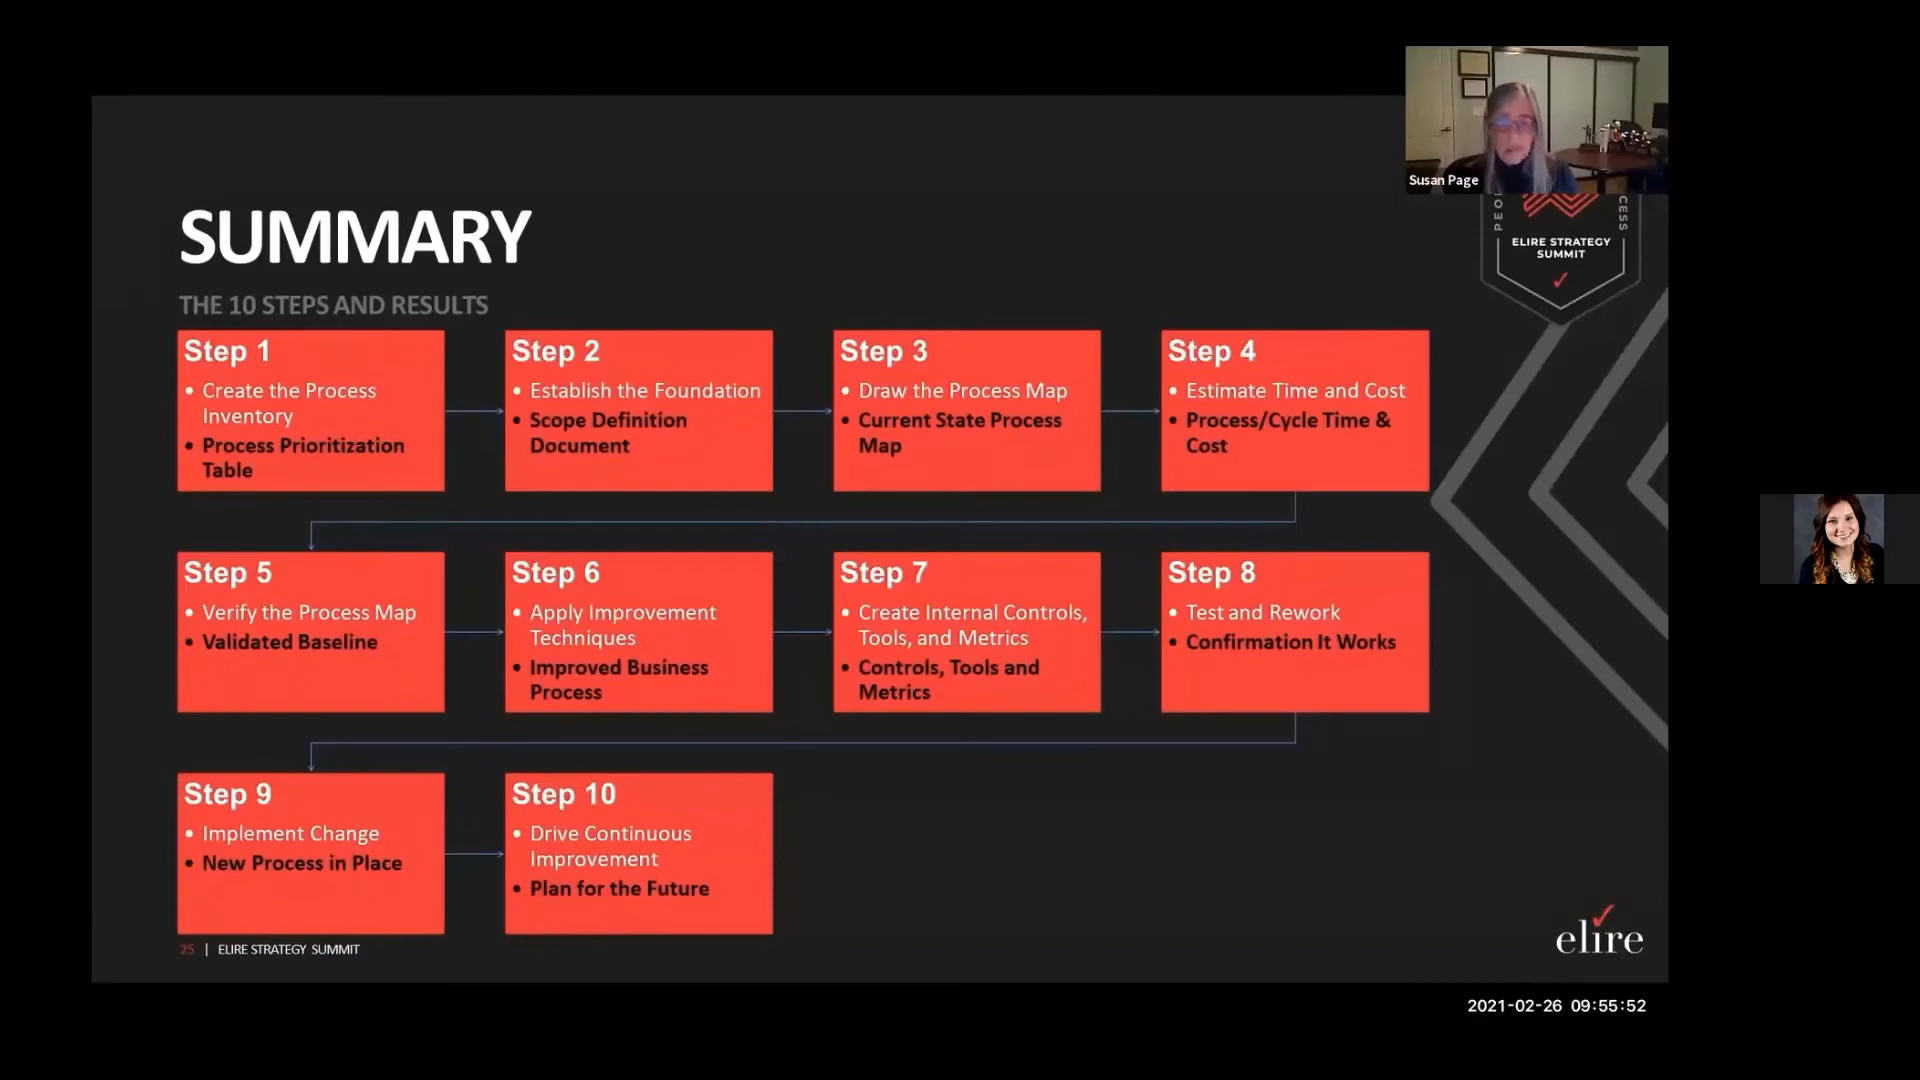 Susan Page
PEO
CESS
ELIRE STRATEGY
SUMMIT
SUMMARY
THE 10 STEPS AND RESULTS
Step 1
• Create the Process
Inventory
• Process Prioritization
Table
Step 2
• Establish the Foundation
• Scope Definition
Document
Step 3
• Draw the Process Map
• Current State Process
Map
Step 4
• Estimate Time and Cost
• Process/Cycle Time &
Cost
Step 5
• Verify the Process Map
• Validated Baseline
Step 6
• Apply Improvement
Techniques
• Improved Business
Process
Step 7
• Create Internal Controls,
Tools, and Metrics
• Controls, Tools and
Metrics
Step 8
• Test and Rework
• Confirmation It Works
Step 9
• Implement Change
• New Process in Place
Step 10
• Drive Continuous
Improvement
• Plan for the Future
25 | ELIRE STRATEGY SUMMIT
elire
2021-02-26 09:55:52